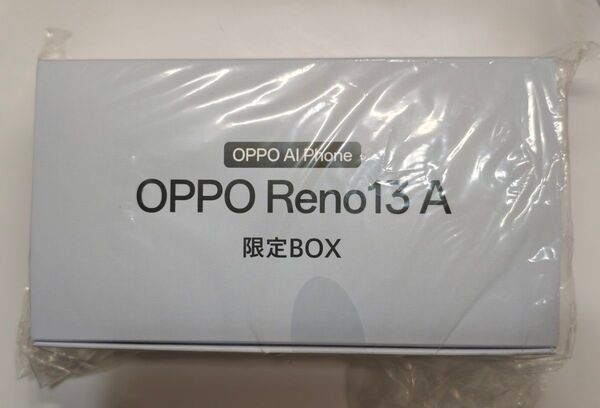 OPPO AI Phone
OPPO Reno13 A
限定BOX